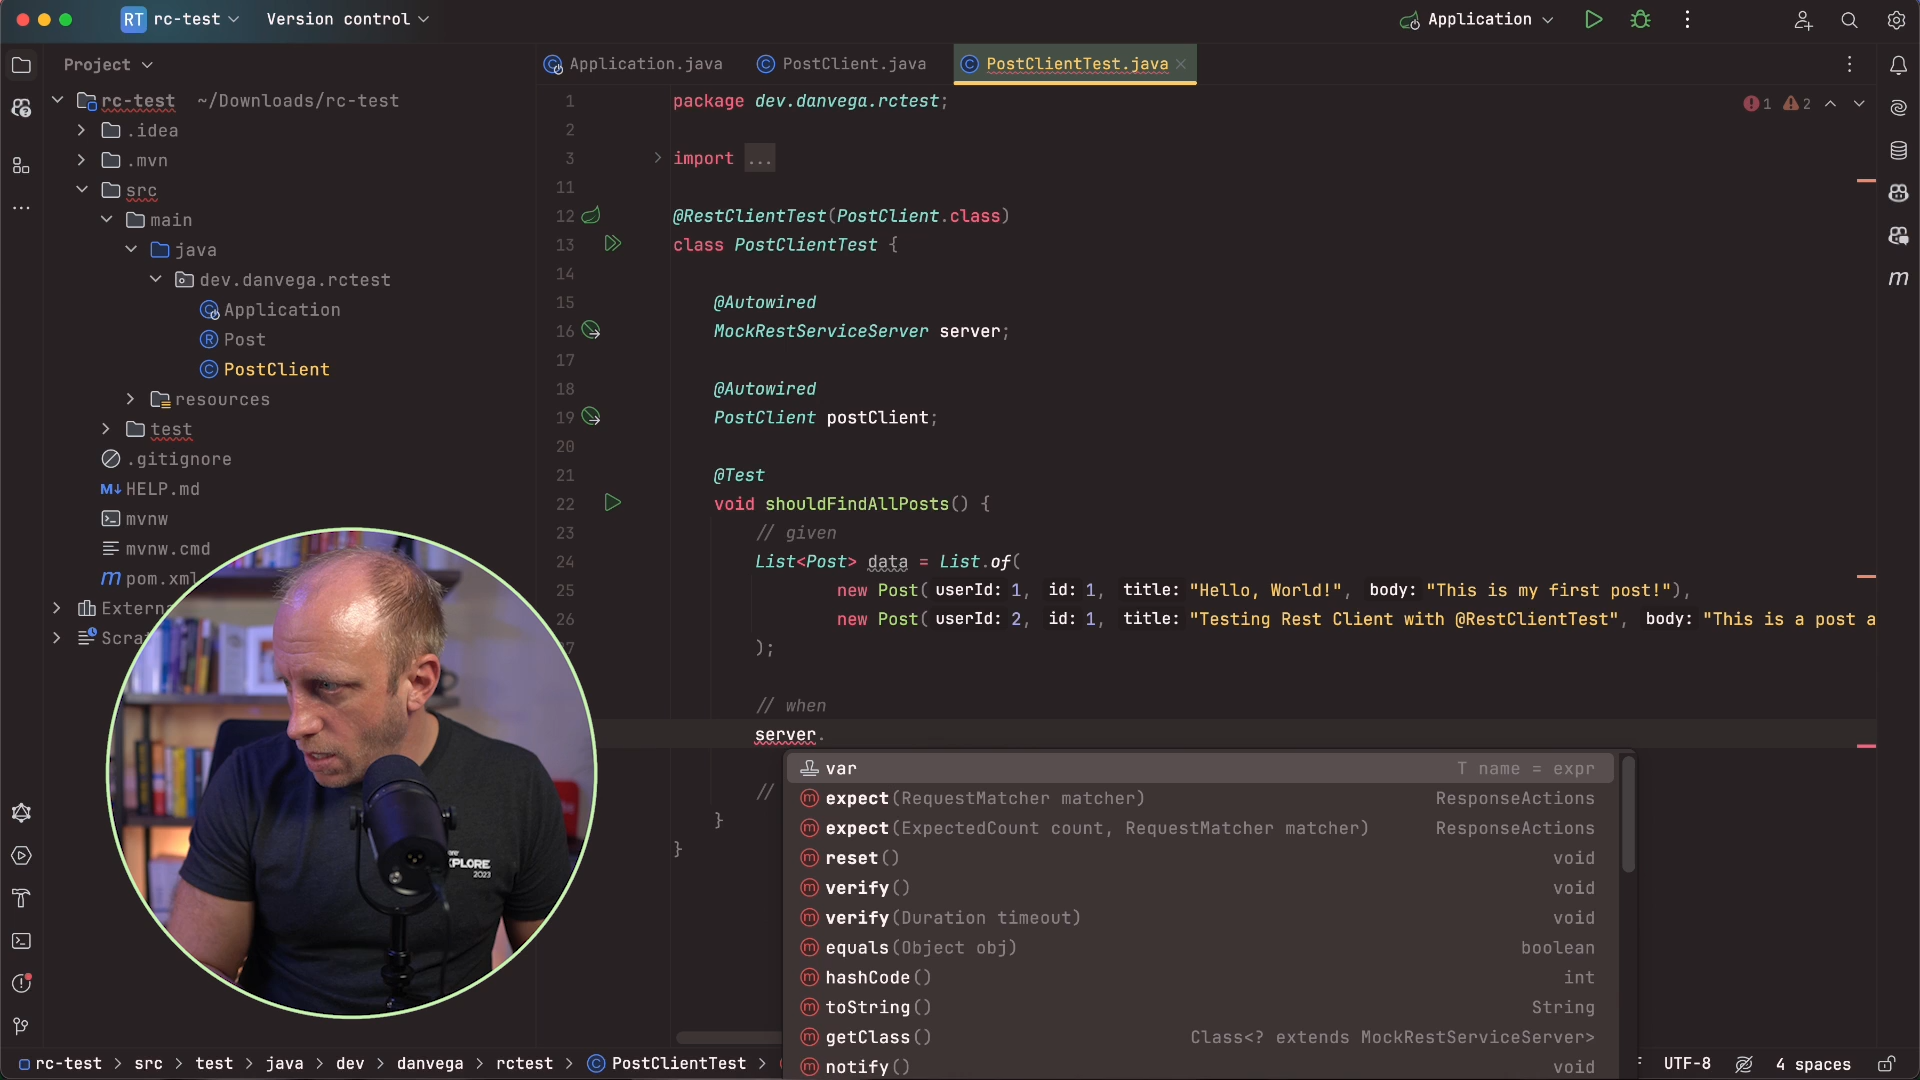 RT rc-test Version control Application
Project Application.java PostClient.java PostClientTest.java
rc-test ~/Downloads/rc-test
.idea
.mvn
src
main
java
dev.danvega.rctest
Application
Post
PostClient
resources
test
.gitignore
HELP.md
mvnw
mvnw.cmd
pom.xml
1 package dev.danvega.rctest; 1 2
2
3 import ...
11
12 @RestClientTest(PostClient.class)
13 class PostClientTest {
14
15 @Autowired
16 MockRestServiceServer server;
17
18 @Autowired
19 PostClient postClient;
20
21 @Test
22 void shouldFindAllPosts() {
23 // given
24 List<Post> data = List.of(
25 new Post( userId: 1, id: 1, title: "Hello, World!", body: "This is my first post!"),
26 new Post( userId: 2, id: 1, title: "Testing Rest Client with @RestClientTest", body: "This is a post a
);
// when
server.
//
}
}
var T name = expr
expect(RequestMatcher matcher) ResponseActions
expect(ExpectedCount count, RequestMatcher matcher) ResponseActions
reset() void
verify() void
verify(Duration timeout) void
equals(Object obj) boolean
hashCode() int
toString() String
getClass() Class<? extends MockRestServiceServer>
notify() void
XPLORE
2023
rc-test > src > test > java > dev > danvega > rctest > PostClientTest > UTF-8 4 spaces